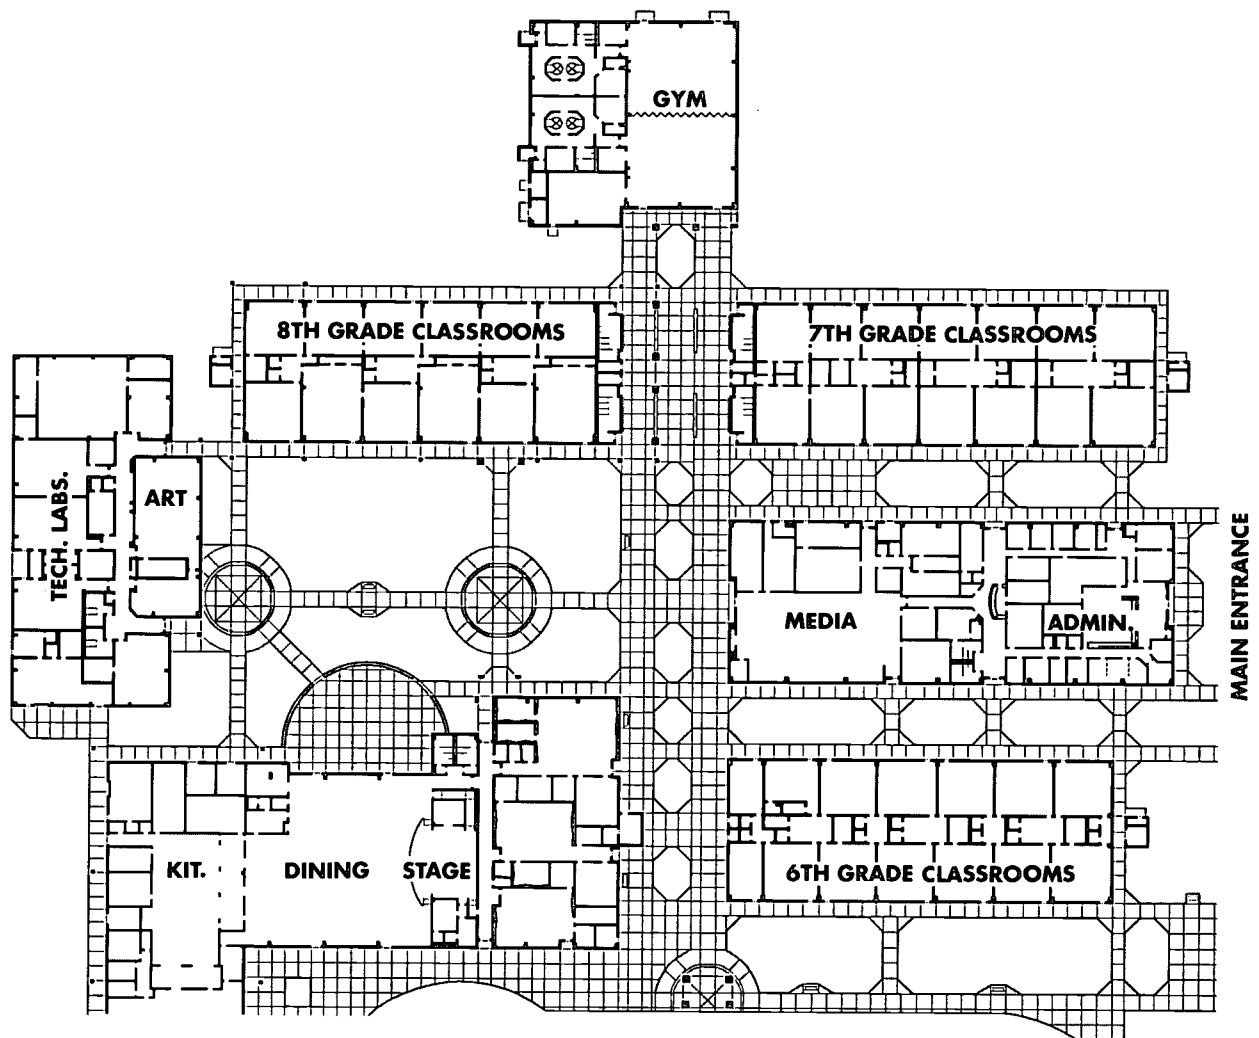 GYM
8TH GRADE CLASSROOMS
7TH GRADE CLASSROOMS
TECH. LABS.
ART
MEDIA
ADMIN.
MAIN ENTRANCE
KIT.
DINING
STAGE
6TH GRADE CLASSROOMS